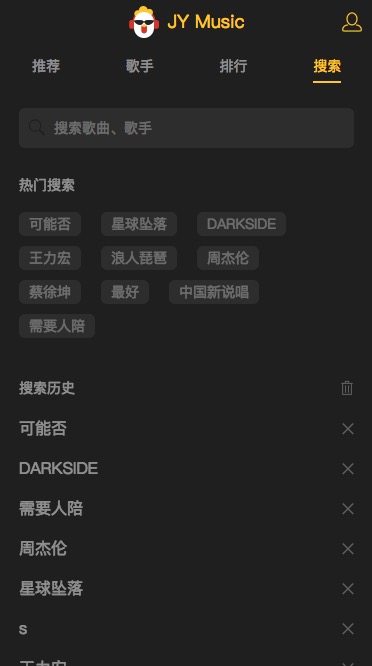 JY Music
推荐 歌手 排行 搜索
搜索歌曲、歌手
热门搜索
可能否 星球坠落 DARKSIDE
王力宏 浪人琵琶 周杰伦
蔡徐坤 最好 中国新说唱
需要人陪
搜索历史
可能否
DARKSIDE
需要人陪
周杰伦
星球坠落
s
王力宏